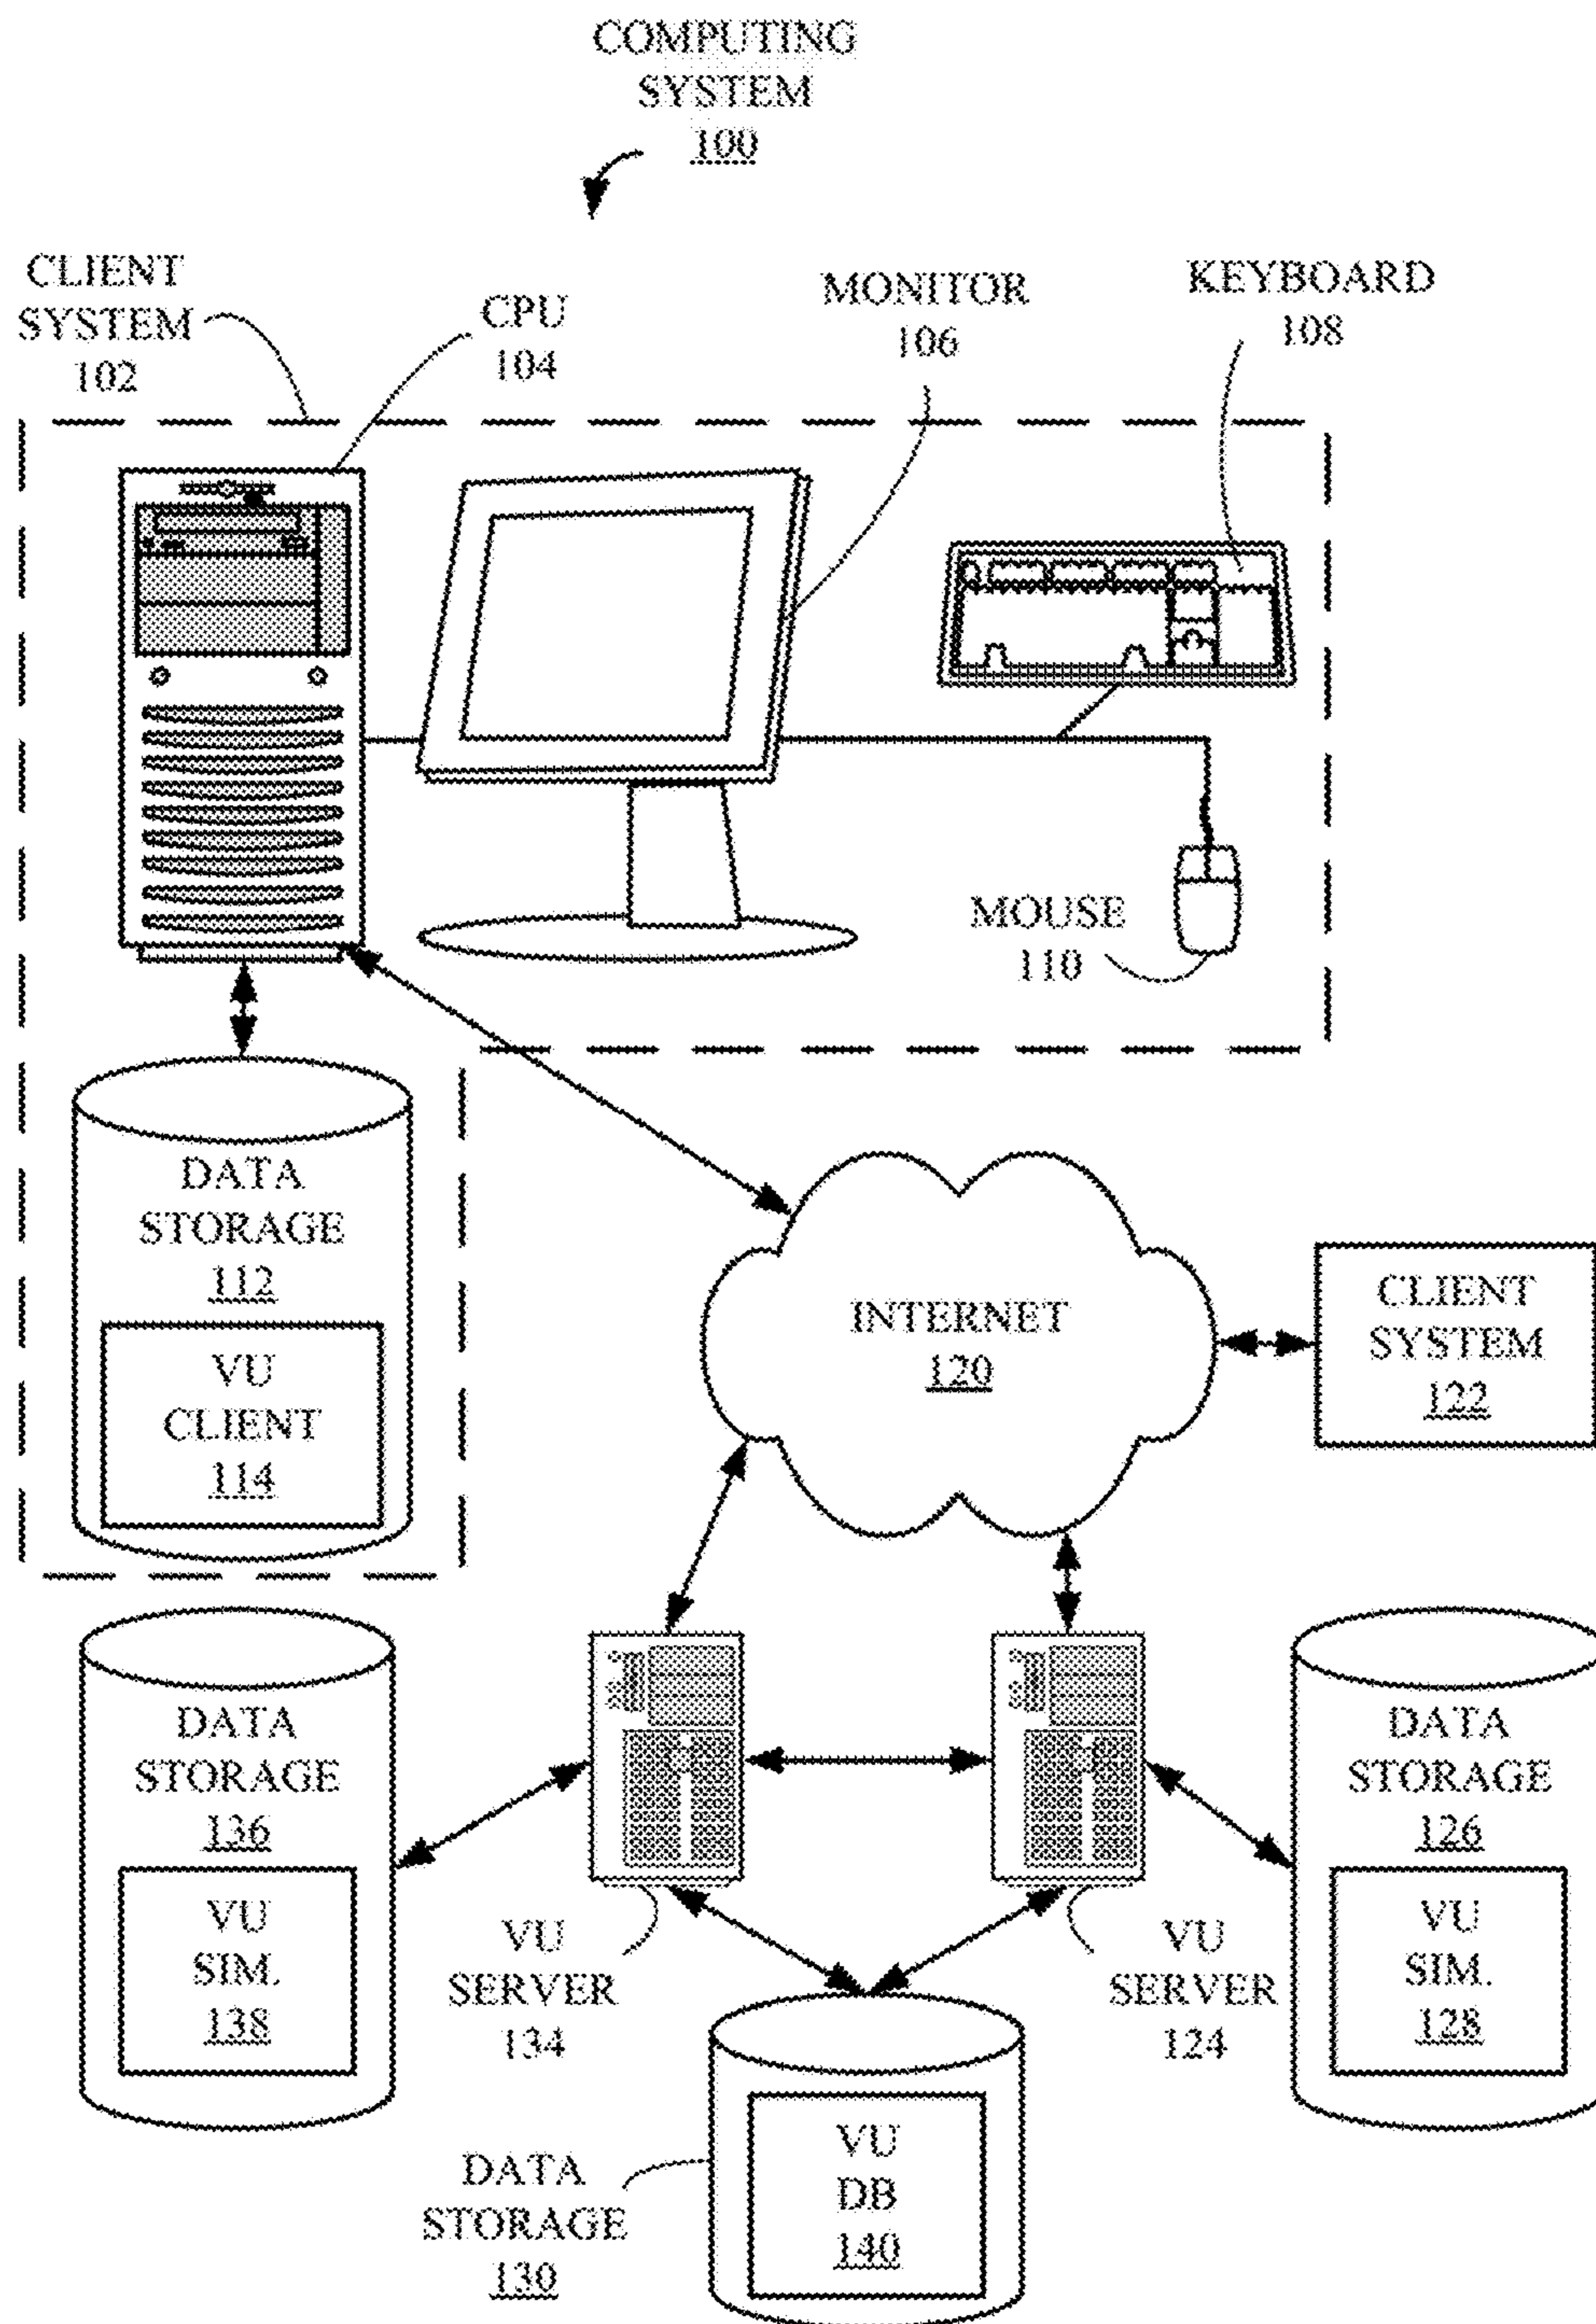 COMPUTING
SYSTEM
100
CLIENT
SYSTEM
102
CPU
104
MONITOR
106
KEYBOARD
108
MOUSE
110
DATA
STORAGE
112
VU
CLIENT
114
INTERNET
120
CLIENT
SYSTEM
122
DATA
STORAGE
136
VU
SIM.
138
VU
SERVER
134
VU
SERVER
124
DATA
STORAGE
126
VU
SIM.
128
DATA
STORAGE
130
VU
DB
140